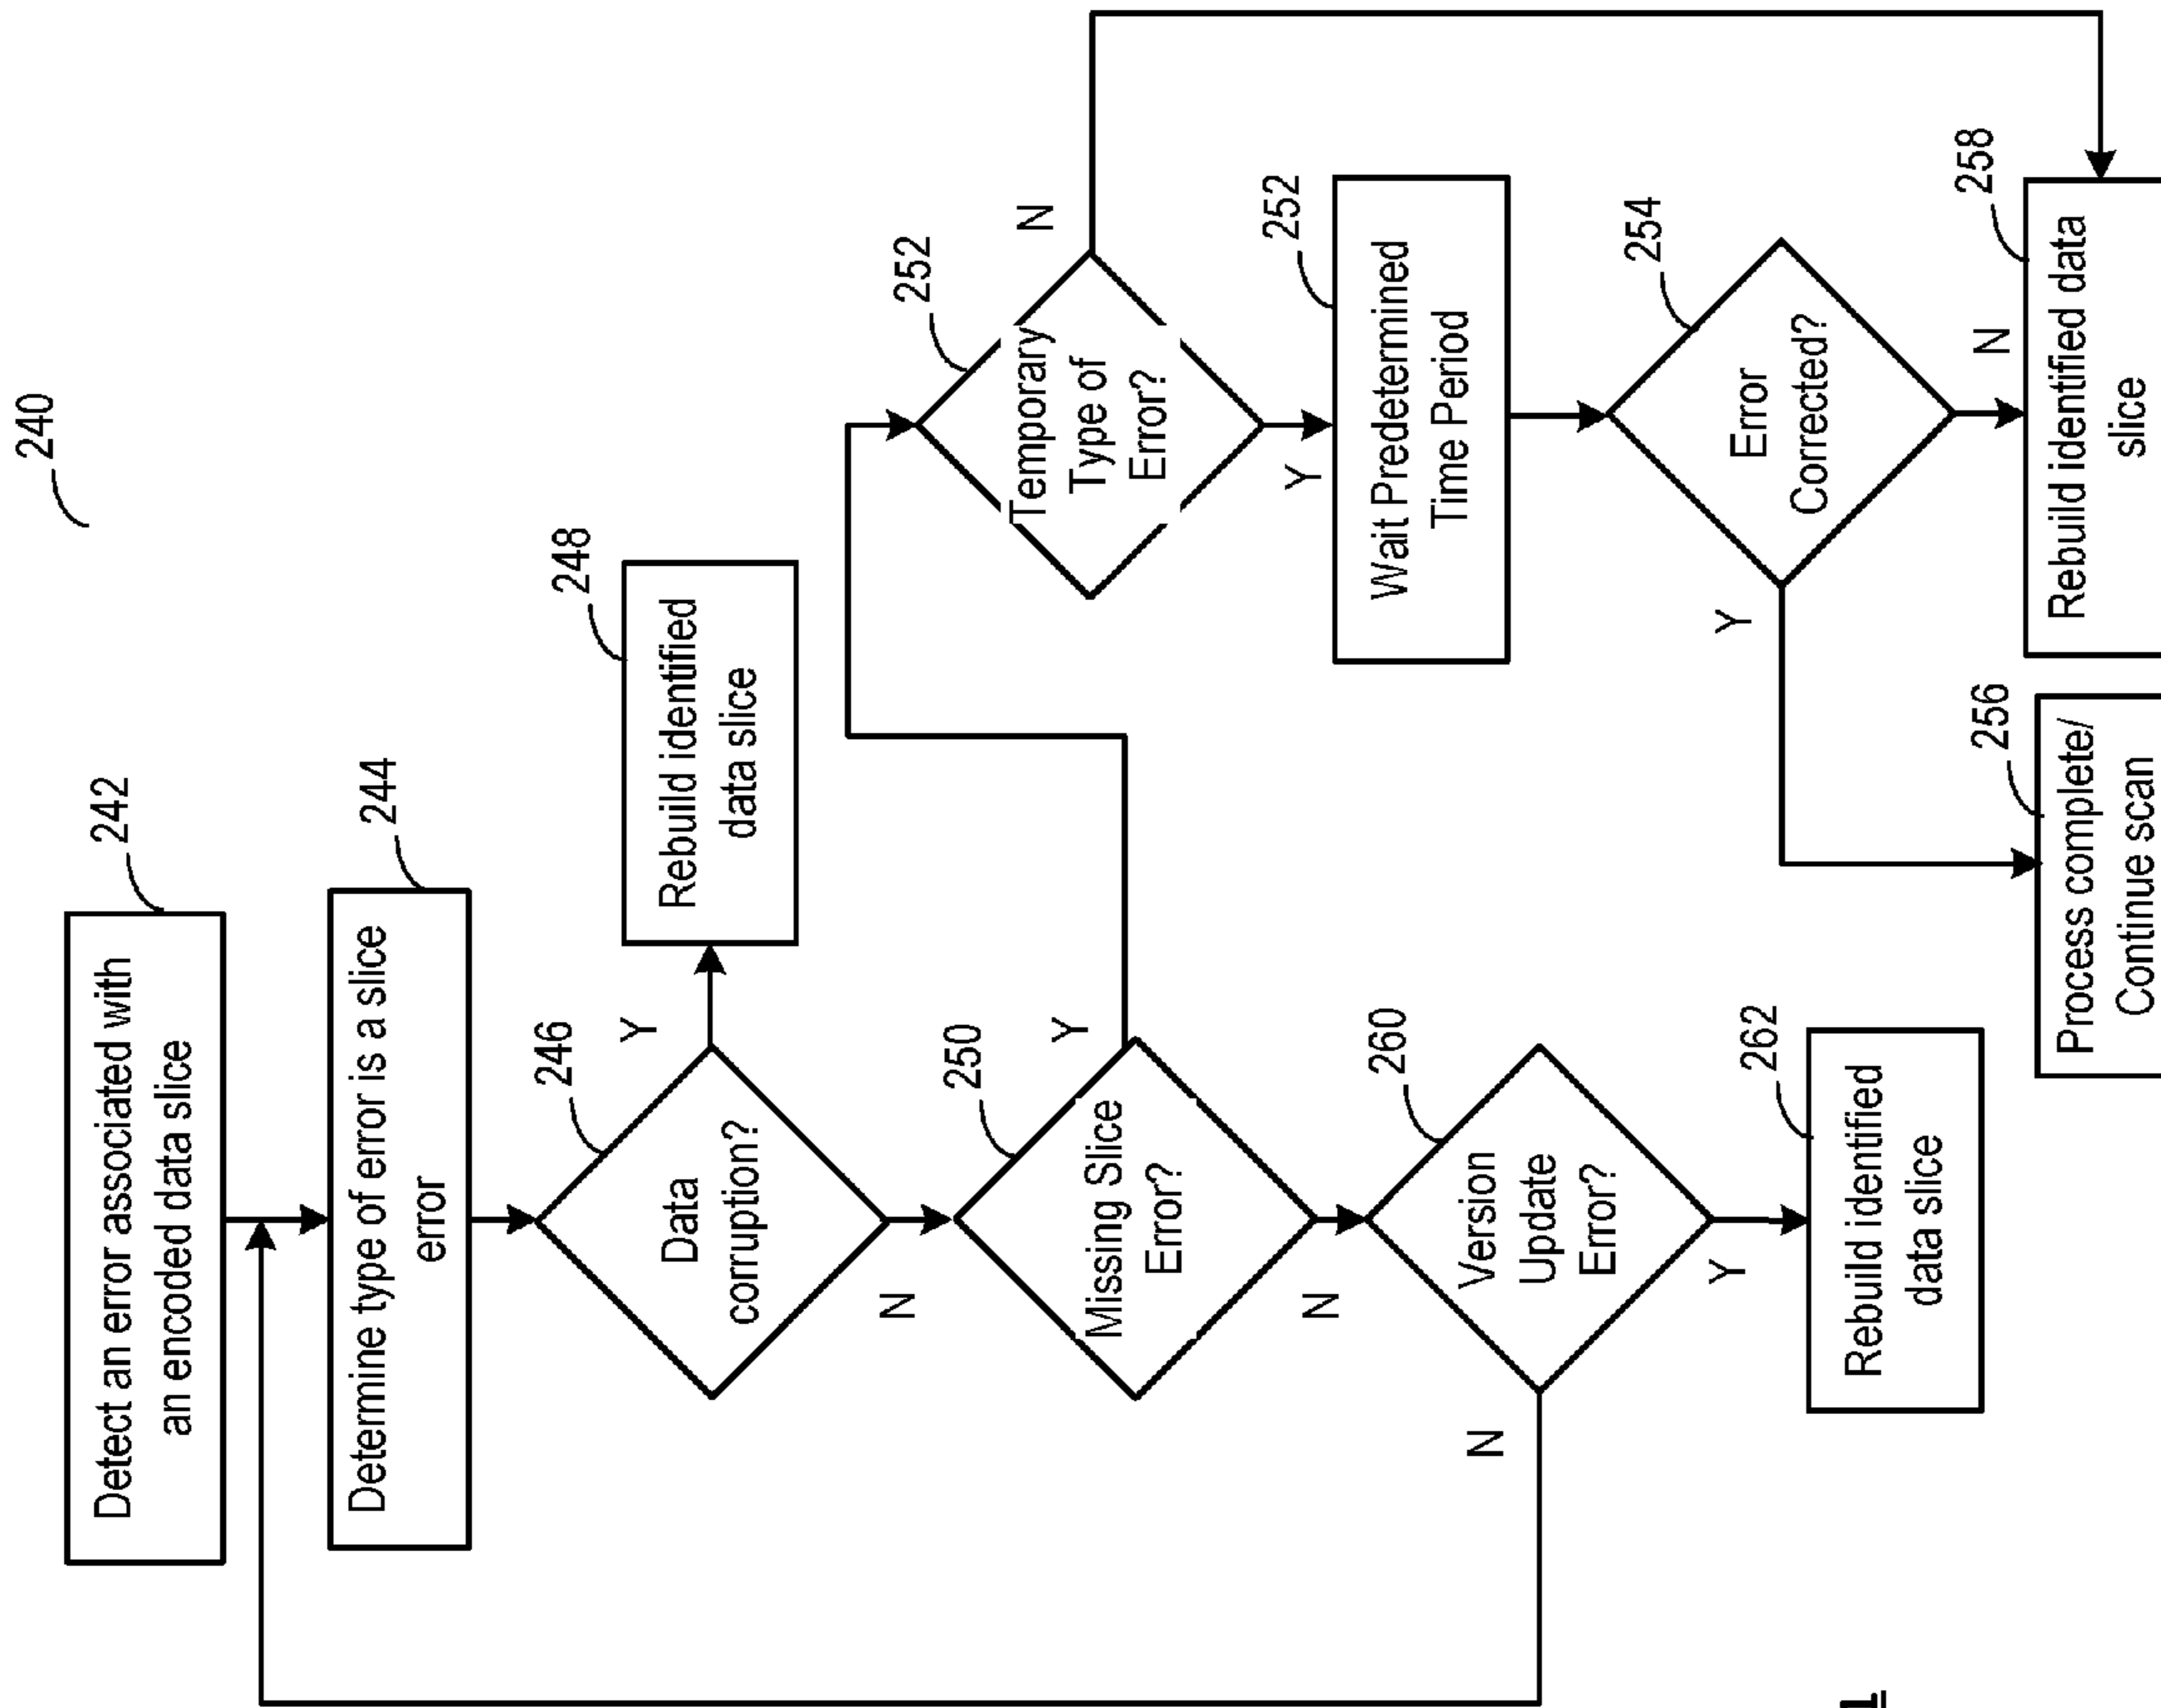 240
242
Detect an error associated with
an encoded data slice
244
Determine type of error is a slice
error
246
Data
corruption?
Y
N
248
Rebuild identified
data slice
250
Missing Slice
Error?
Y
N
252
Temporary
Type of
Error?
N
Y
252
Wait Predetermined
Time Period
254
Error
Corrected?
Y
N
256
Process complete/
Continue scan
258
Rebuild identified data
slice
260
Version
Update
Error?
N
Y
262
Rebuild identified
data slice